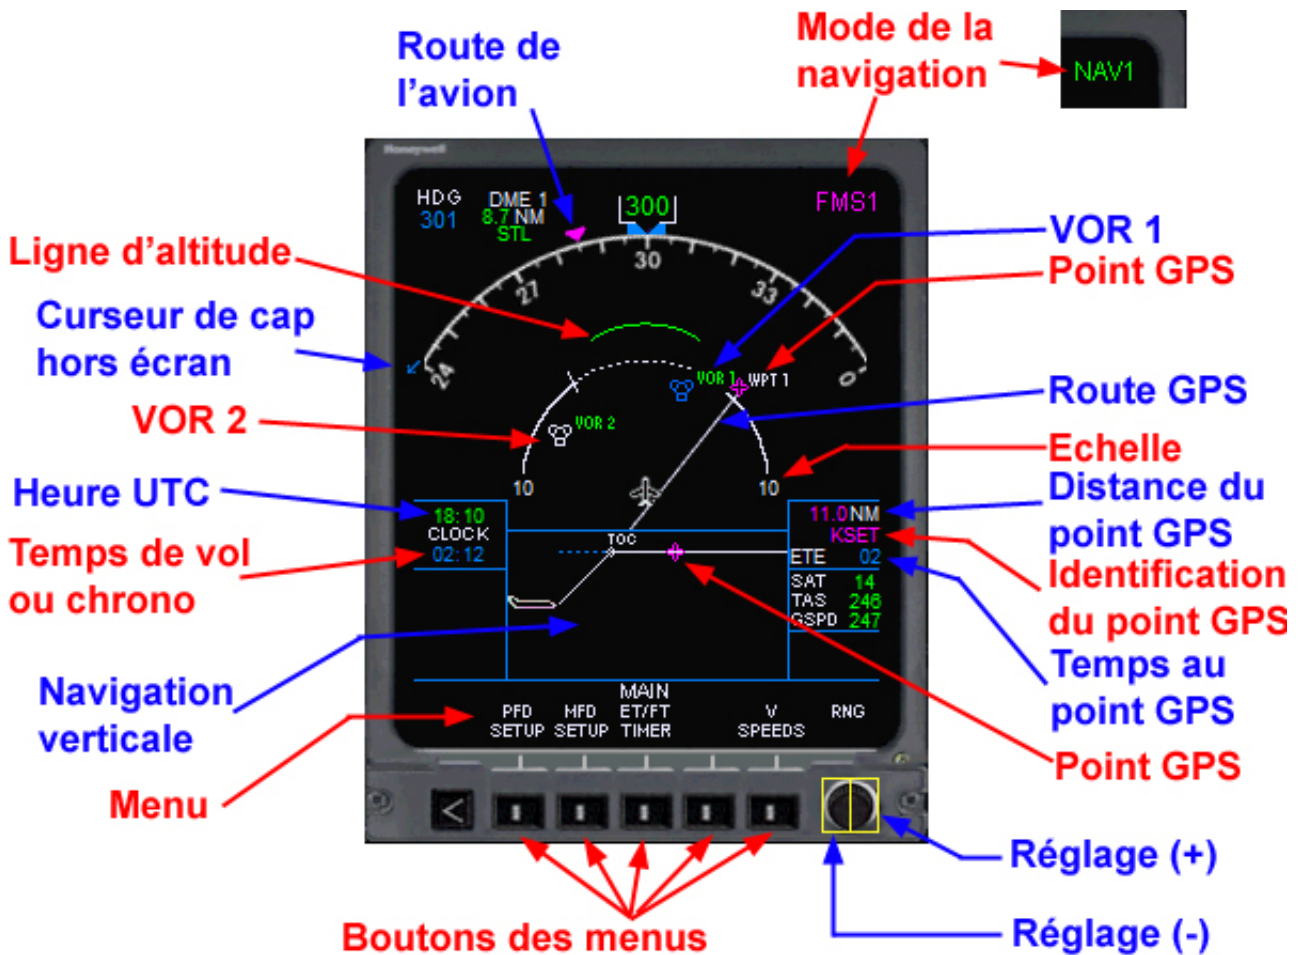 Route de
l'avion
Mode de la
navigation
NAV1
Honeywell
HDG
301
DME 1
8.7 NM
STL
300
FMS1
Ligne d'altitude
VOR 1
Point GPS
Curseur de cap
hors écran
24
27
30
33
0
VOR 1
WPT 1
VOR 2
VOR 2
Route GPS
Echelle
10
10
Heure UTC
18:10
CLOCK
02:12
Temps de vol
ou chrono
TOC
11.0 NM
KSET
ETE 02
SAT 14
TAS 246
GSPD 247
Distance du
point GPS
Identification
du point GPS
Temps au
point GPS
Navigation
verticale
Point GPS
Menu
PFD
SETUP
MFD
SETUP
MAIN
ET/FT
TIMER
V
SPEEDS
RNG
<
Réglage (+)
Réglage (-)
Boutons des menus